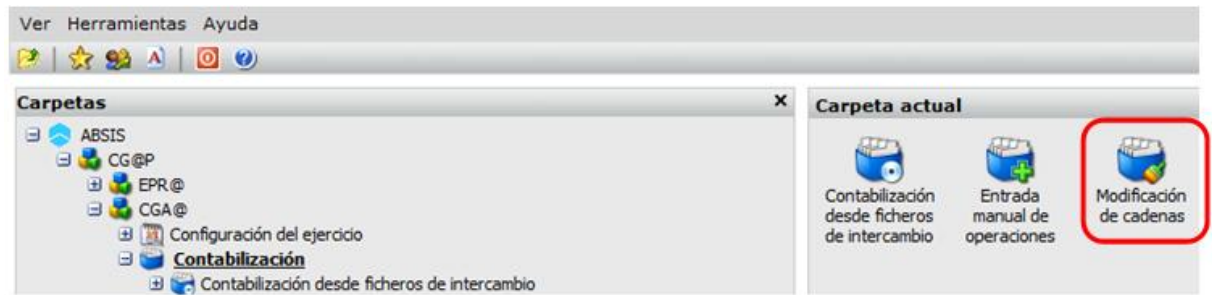 Ver Herramientas Ayuda
Carpetas x
ABSIS
CG@P
EPR@
CGA@
Configuración del ejercicio
Contabilización
Contabilización desde ficheros de intercambio
Carpeta actual
Contabilización
desde ficheros
de intercambio
Entrada
manual de
operaciones
Modificación
de cadenas